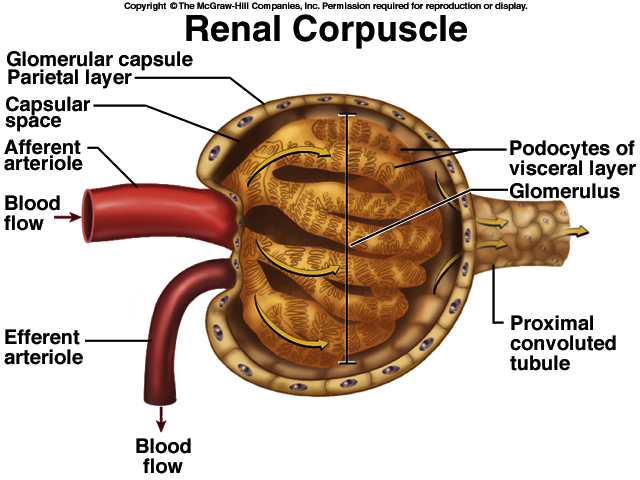 Copyright © The McGraw-Hill Companies, Inc. Permission required for reproduction or display.
Renal Corpuscle
Glomerular capsule
Parietal layer
Capsular
space
Afferent
arteriole
Blood
flow
Efferent
arteriole
Blood
flow
Podocytes of
visceral layer
Glomerulus
Proximal
convoluted
tubule